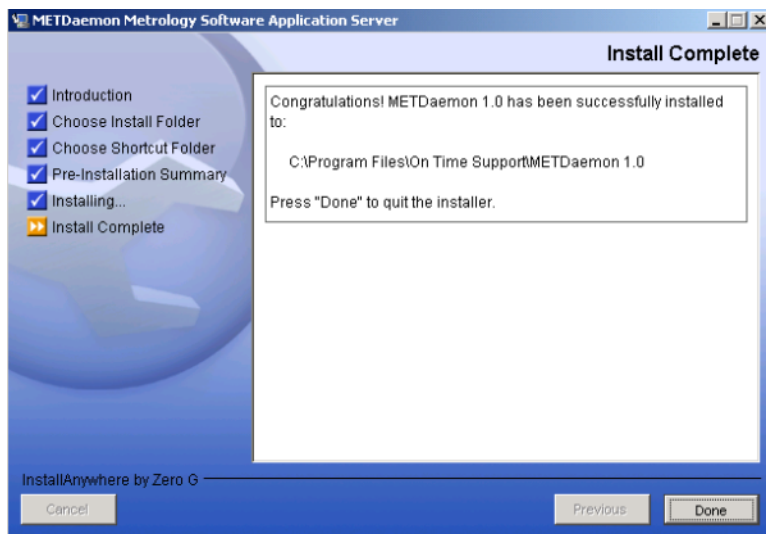 METDaemon Metrology Software Application Server
Install Complete
Introduction
Choose Install Folder
Choose Shortcut Folder
Pre-Installation Summary
Installing...
Install Complete
Congratulations! METDaemon 1.0 has been successfully installed
to:
C:\Program Files\On Time Support\METDaemon 1.0
Press "Done" to quit the installer.
InstallAnywhere by Zero G
Cancel
Previous
Done